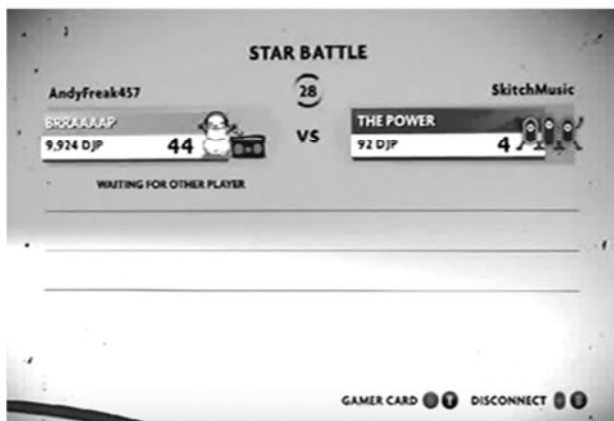 STAR BATTLE
AndyFreak457
28
SkitchMusic
BRRAAAAP
VS
THE POWER
9,924 DJP 44
92 DJP 4
WAITING FOR OTHER PLAYER
GAMER CARD Y DISCONNECT B